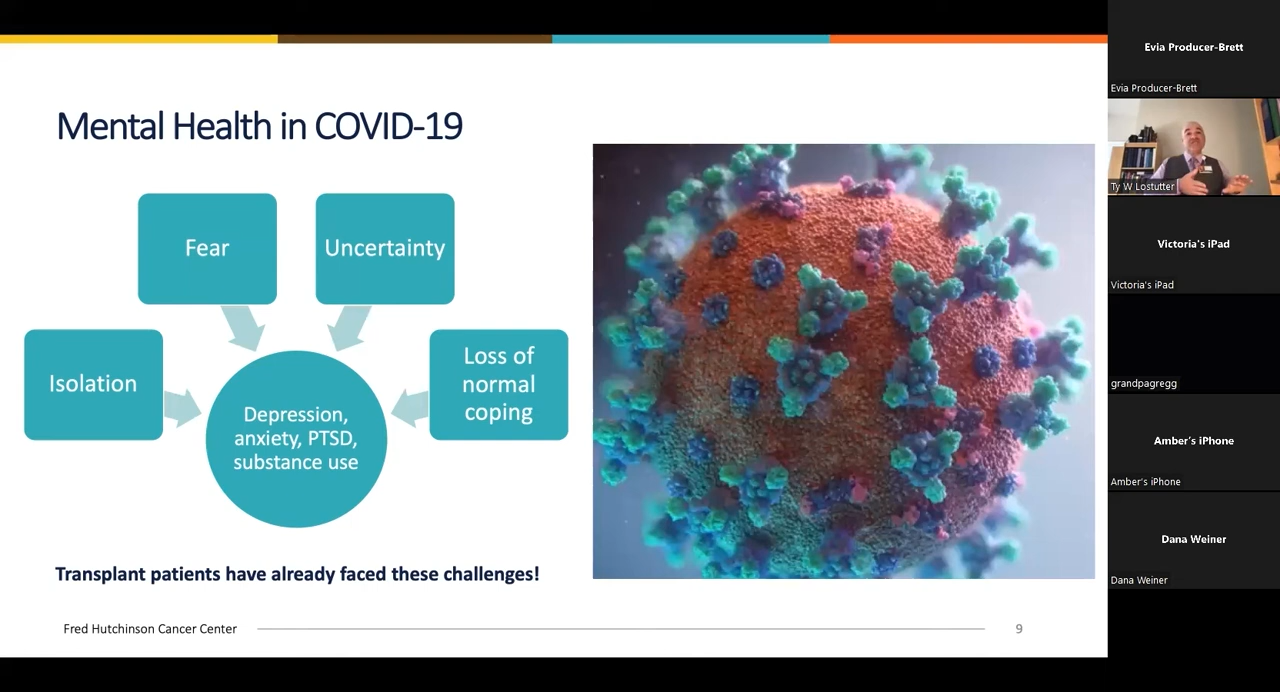 Mental Health in COVID-19
Fear
Uncertainty
Isolation
Loss of
normal
coping
Depression,
anxiety, PTSD,
substance use
Transplant patients have already faced these challenges!
Fred Hutchinson Cancer Center
9
Evia Producer-Brett
Evia Producer-Brett
Ty W Lostutter
Victoria's iPad
Victoria's iPad
grandpagregg
Amber's iPhone
Amber's iPhone
Dana Weiner
Dana Weiner